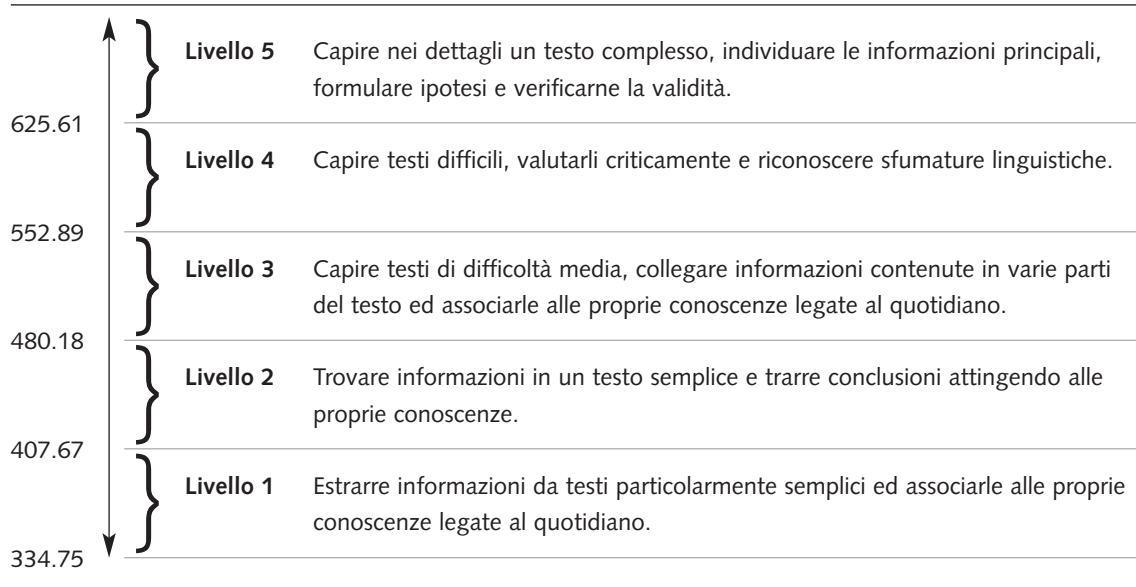 Livello 5 Capire nei dettagli un testo complesso, individuare le informazioni principali,
formulare ipotesi e verificarne la validità.
625.61
Livello 4 Capire testi difficili, valutarli criticamente e riconoscere sfumature linguistiche.
552.89
Livello 3 Capire testi di difficoltà media, collegare informazioni contenute in varie parti
del testo ed associarle alle proprie conoscenze legate al quotidiano.
480.18
Livello 2 Trovare informazioni in un testo semplice e trarre conclusioni attingendo alle
proprie conoscenze.
407.67
Livello 1 Estrarre informazioni da testi particolarmente semplici ed associarle alle proprie
conoscenze legate al quotidiano.
334.75